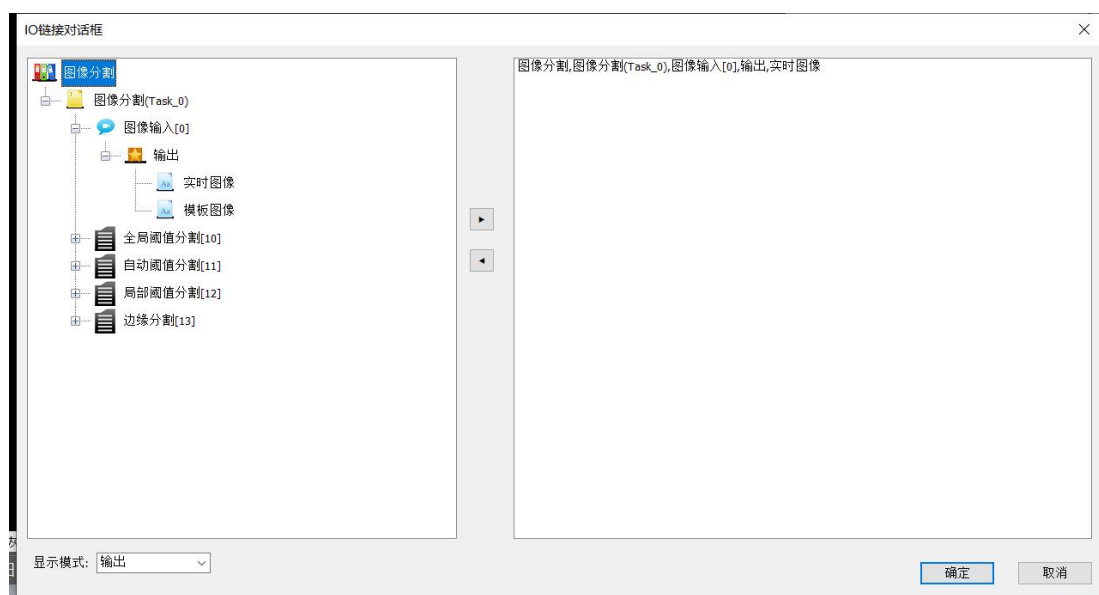 IO链接对话框
图像分割
图像分割(Task_0)
图像输入[0]
输出
实时图像
模板图像
全局阈值分割[10]
自动阈值分割[11]
局部阈值分割[12]
边缘分割[13]
图像分割,图像分割(Task_0),图像输入[0],输出,实时图像
显示模式: 输出
确定
取消